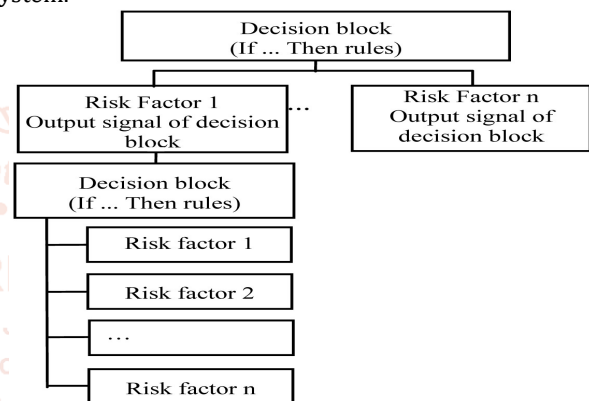 ystem.
Decision block
(If ... Then rules)
Risk Factor 1
Output signal of decision
block
...
Risk Factor n
Output signal of
decision block
Decision block
(If ... Then rules)
Risk factor 1
Risk factor 2
...
Risk factor n